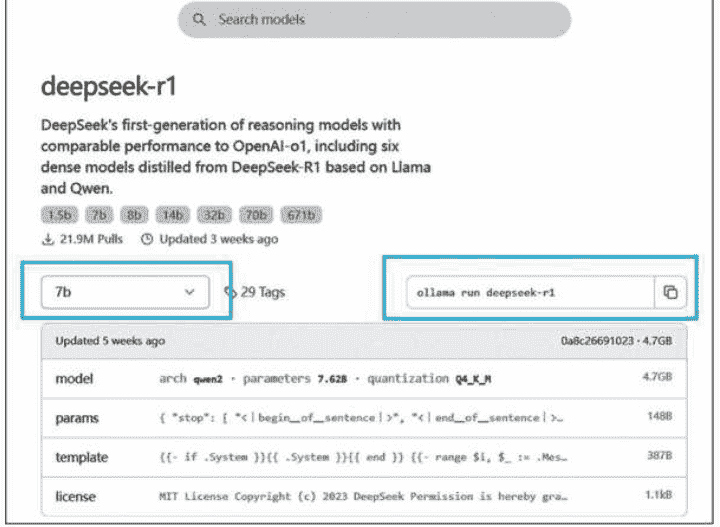 Search models
deepseek-r1
DeepSeek's first-generation of reasoning models with
comparable performance to OpenAI-o1, including six
dense models distilled from DeepSeek-R1 based on Llama
and Qwen.
1.5b 7b 8b 14b 32b 70b 671b
21.9M Pulls Updated 3 weeks ago
7b 29 Tags ollama run deepseek-r1
Updated 5 weeks ago 0a8c26691023 · 4.7GB
model arch qwen2 · parameters 7.62B · quantization Q4_K_M 4.7GB
params { "stop": [ "<|begin__of__sentence|>", "<|end__of__sentence|>… 148B
template {{- if .System }}{{ .System }}{{ end }} {{- range $i, $_ := .Mes… 387B
license MIT License Copyright (c) 2023 DeepSeek Permission is hereby gra… 1.1kB